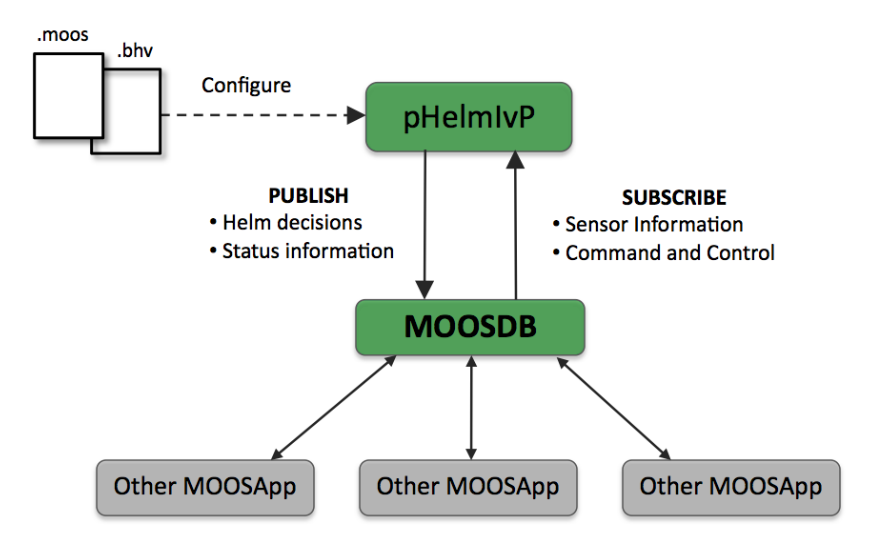 .moos
.bhv
Configure
pHelmIvP
PUBLISH
• Helm decisions
• Status information
SUBSCRIBE
• Sensor Information
• Command and Control
MOOSDB
Other MOOSApp
Other MOOSApp
Other MOOSApp